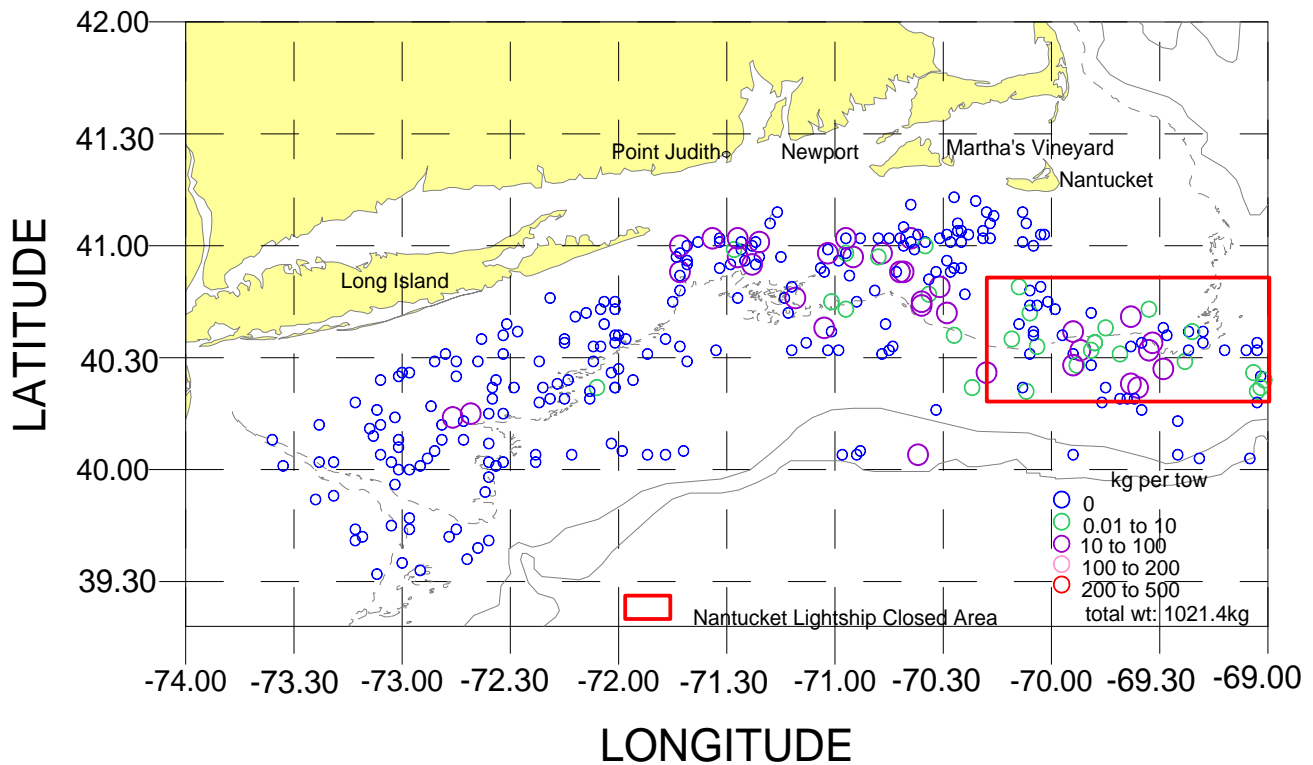 42.00
41.30
Point Judith
Newport
Martha's Vineyard
Nantucket
41.00
Long Island
LATITUDE
40.30
40.00
kg per tow
0
0.01 to 10
10 to 100
39.30
100 to 200
200 to 500
total wt: 1021.4kg
Nantucket Lightship Closed Area
-74.00 -73.30 -73.00 -72.30 -72.00 -71.30 -71.00 -70.30 -70.00 -69.30 -69.00
LONGITUDE